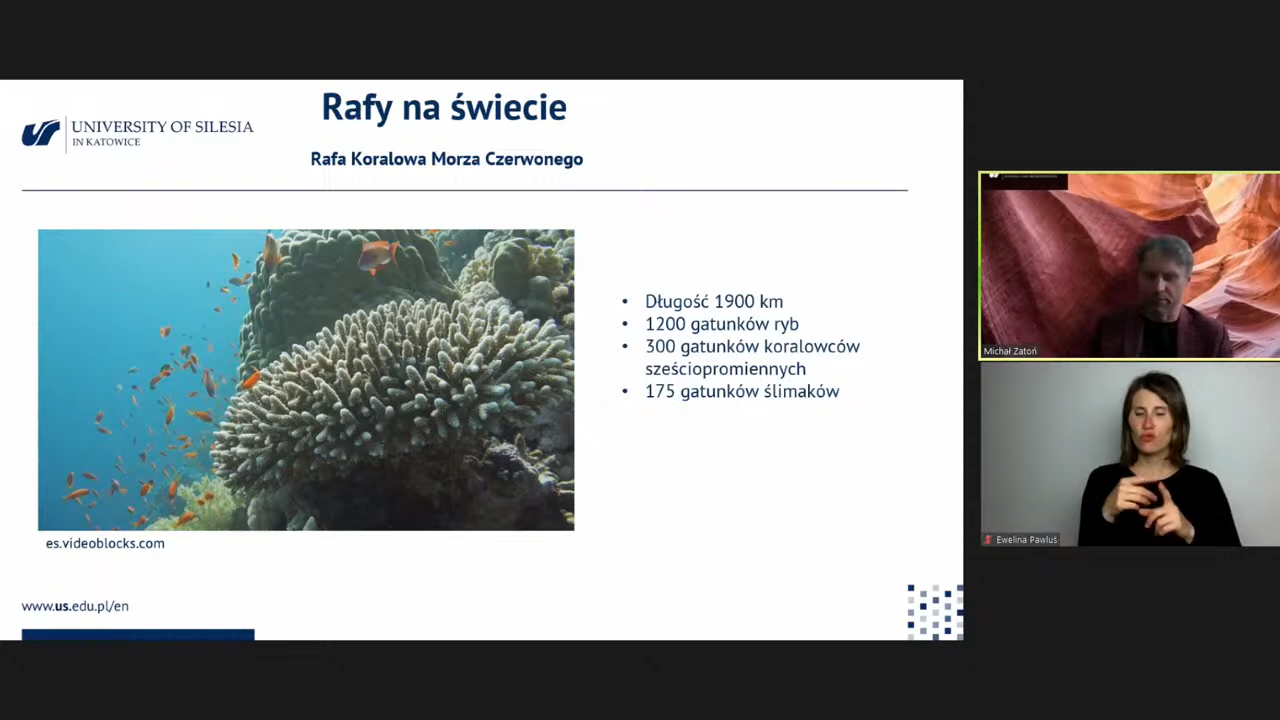 Rafy na świecie
UNIVERSITY OF SILESIA
IN KATOWICE
Rafa Koralowa Morza Czerwonego
• Długość 1900 km
• 1200 gatunków ryb
• 300 gatunków koralowców
sześciopromiennych
• 175 gatunków ślimaków
es.videoblocks.com
www.us.edu.pl/en
Michał Zatoń
Ewelina Pawluś